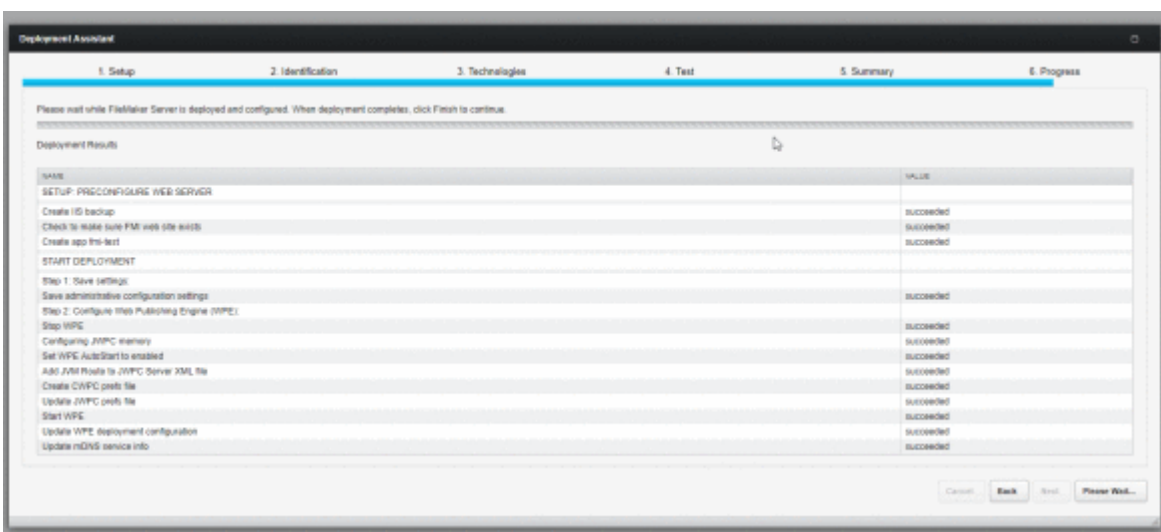 Deployment Assistant
1. Setup 2. Identification 3. Technologies 4. Test 5. Summary 6. Progress
Please wait while FileMaker Server is deployed and configured. When deployment completes, click Finish to continue.
Deployment Results
NAME VALUE
SETUP: PRECONFIGURE WEB SERVER
Create IIS backup succeeded
Check to make sure FMI web site exists succeeded
Create app fmi-test succeeded
START DEPLOYMENT
Step 1: Save settings:
Save administrative configuration settings succeeded
Step 2: Configure Web Publishing Engine (WPE):
Stop WPE succeeded
Configuring JWPC memory succeeded
Set WPE AutoStart to enabled succeeded
Add JVM Route to JWPC Server XML file succeeded
Create CWPC prefs file succeeded
Update JWPC prefs file succeeded
Start WPE succeeded
Update WPE deployment configuration succeeded
Update mDNS service info succeeded
Cancel Back Next Please Wait...